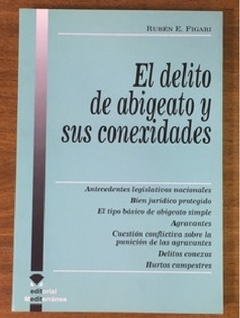 RUBÉN E. FIGARI
El delito
de abigeato y
sus conexidades
Antecedentes legislativos nacionales
Bien jurídico protegido
El tipo básico de abigeato simple
Agravantes
Cuestión conflictiva sobre la
punición de las agravantes
Delitos conexos
Hurtos campestres
editorial
mediterránea